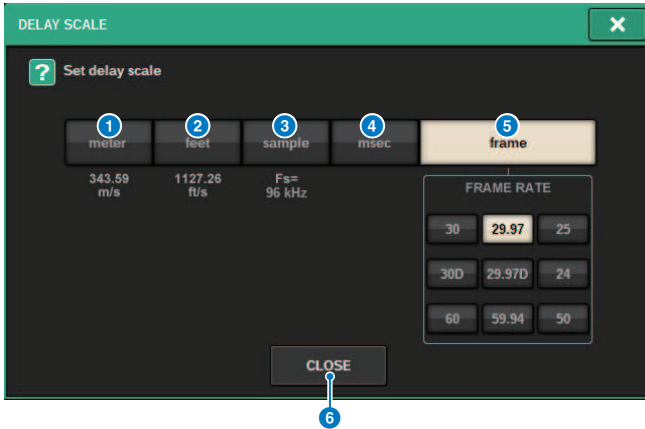 DELAY SCALE
×
? Set delay scale
1 2 3 4 5
meter feet sample msec frame
343.59 1127.26 Fs=
m/s ft/s 96 kHz
FRAME RATE
30 29.97 25
30D 29.97D 24
60 59.94 50
CLOSE
6